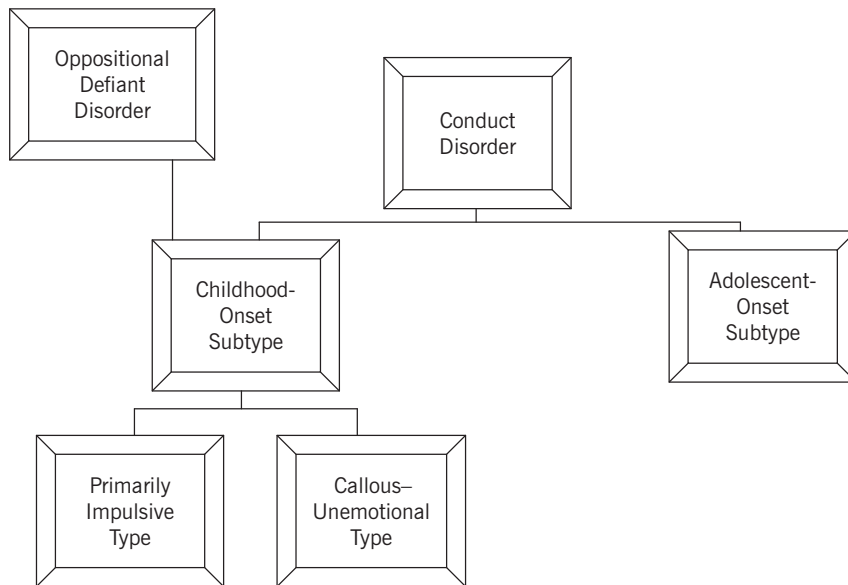 Oppositional
Defiant
Disorder
Conduct
Disorder
Childhood-
Onset
Subtype
Adolescent-
Onset
Subtype
Primarily
Impulsive
Type
Callous–
Unemotional
Type